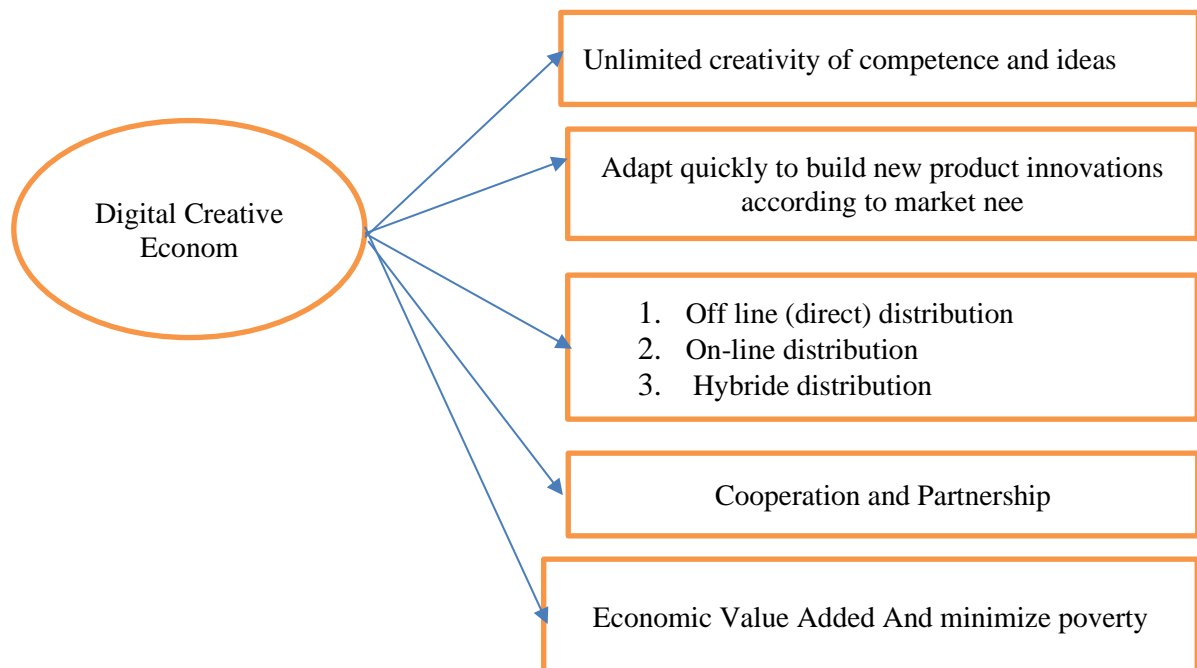 Unlimited creativity of competence and ideas
Adapt quickly to build new product innovations
according to market nee
Digital Creative
Econom
1. Off line (direct) distribution
2. On-line distribution
3. Hybride distribution
Cooperation and Partnership
Economic Value Added And minimize poverty